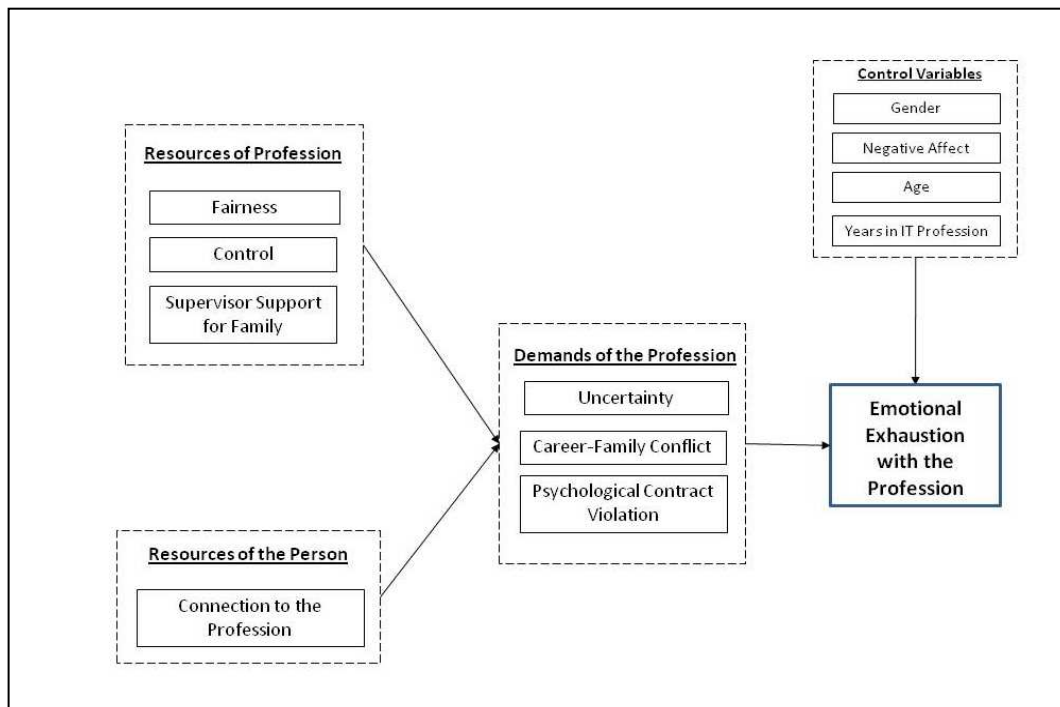 Control Variables
Gender
Negative Affect
Age
Years in IT Profession
Resources of Profession
Fairness
Control
Supervisor Support
for Family
Demands of the Profession
Uncertainty
Career-Family Conflict
Psychological Contract
Violation
Emotional
Exhaustion
with the
Profession
Resources of the Person
Connection to the
Profession